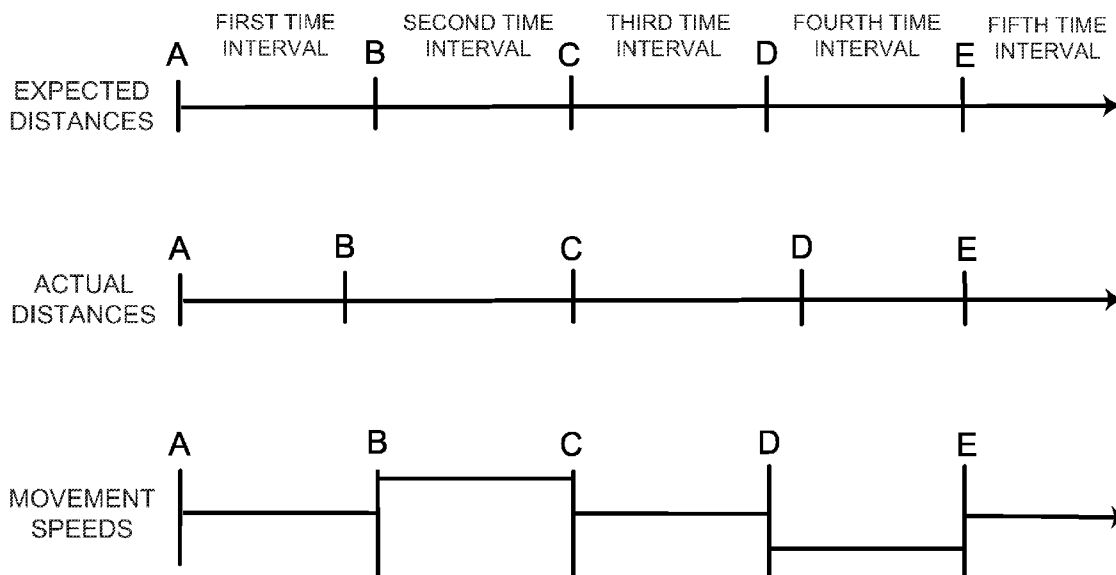 FIRST TIME INTERVAL
SECOND TIME INTERVAL
THIRD TIME INTERVAL
FOURTH TIME INTERVAL
FIFTH TIME INTERVAL
A B C D E
EXPECTED
DISTANCES
A B C D E
ACTUAL
DISTANCES
A B C D E
MOVEMENT
SPEEDS